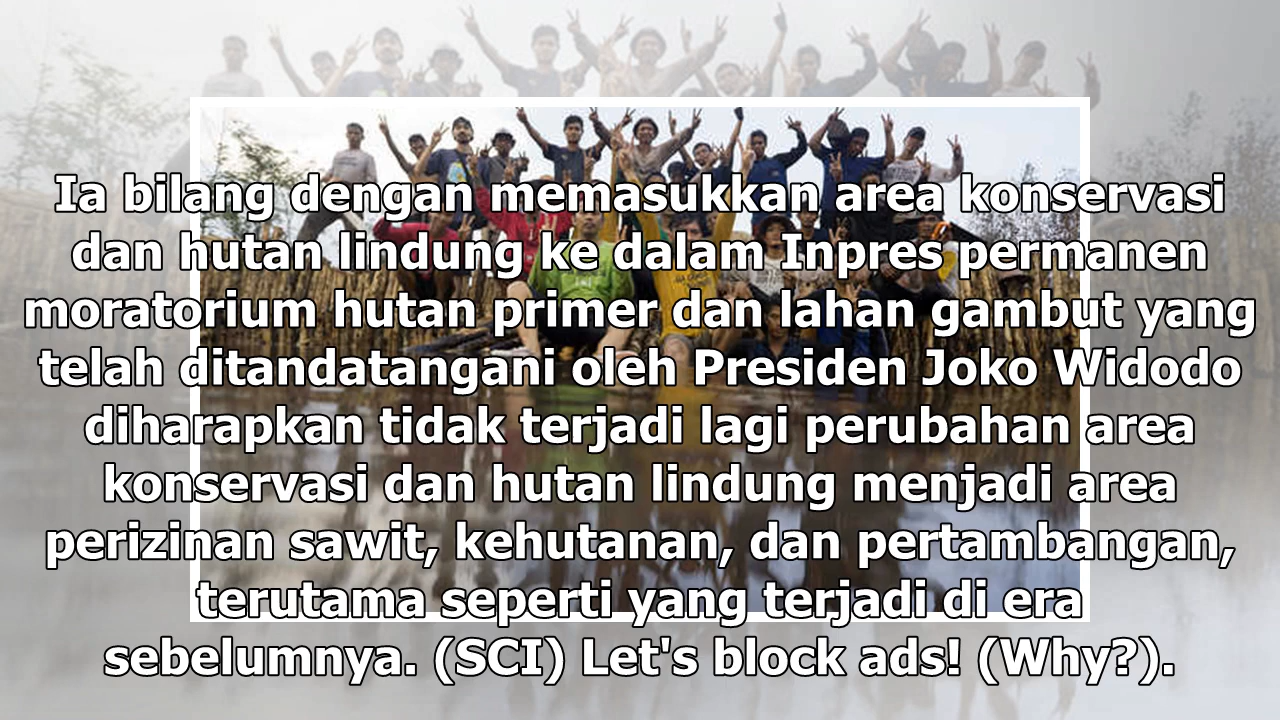 Ia bilang dengan memasukkan area konservasi
dan hutan lindung ke dalam Inpres permanen
moratorium hutan primer dan lahan gambut yang
telah ditandatangani oleh Presiden Joko Widodo
diharapkan tidak terjadi lagi perubahan area
konservasi dan hutan lindung menjadi area
perizinan sawit, kehutanan, dan pertambangan,
terutama seperti yang terjadi di era
sebelumnya. (SCI) Let's block ads! (Why?).